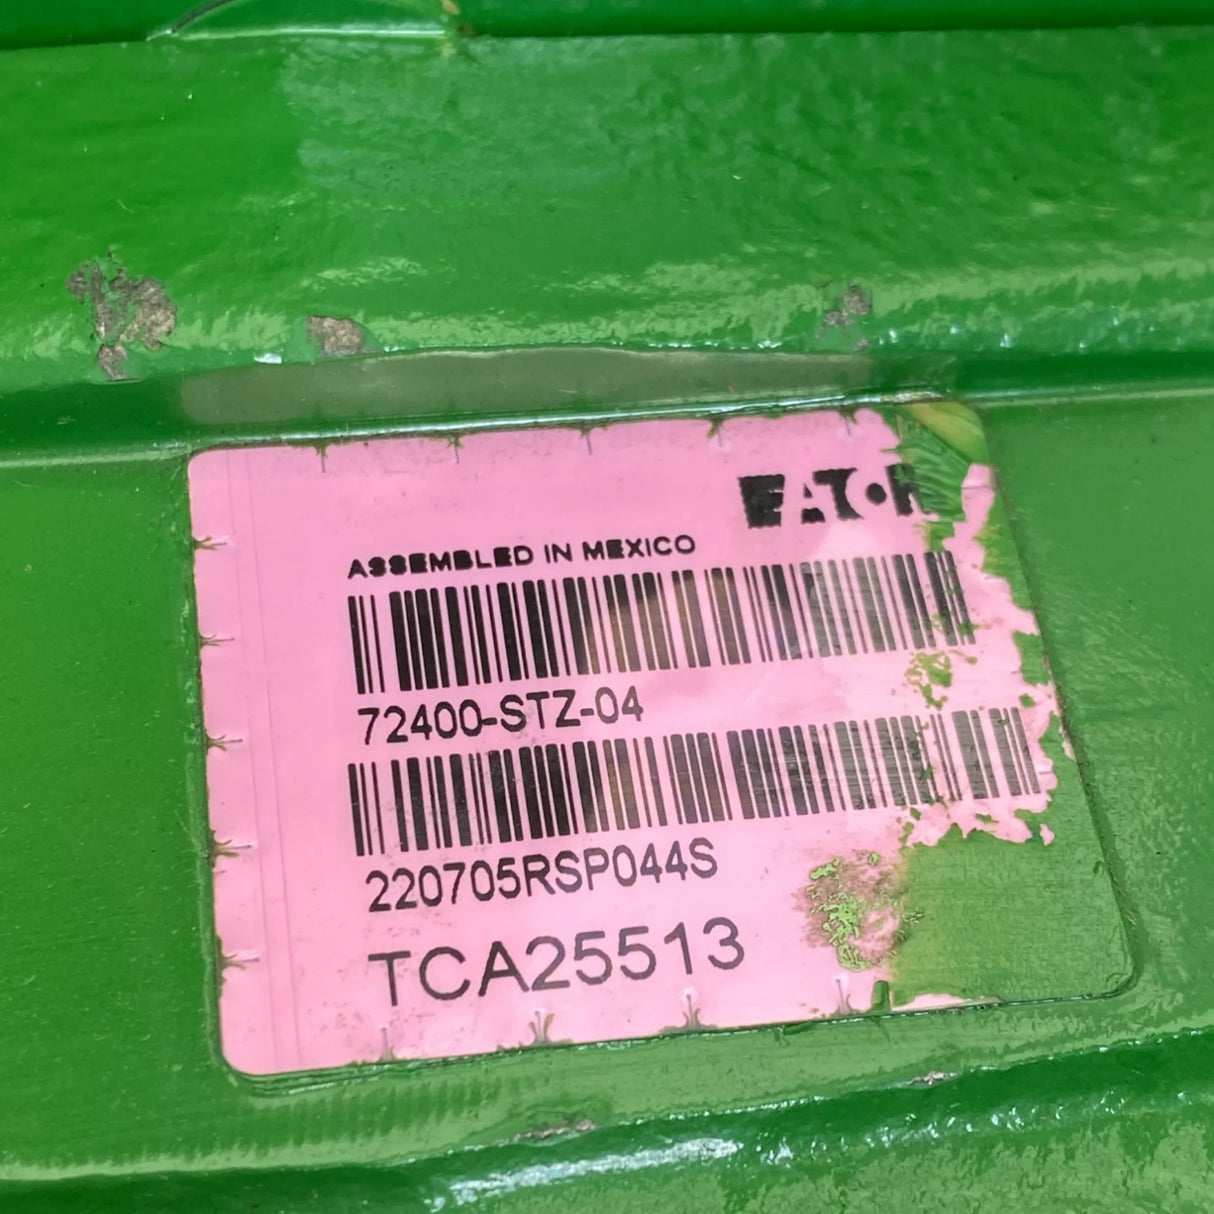 EATON
ASSEMBLED IN MEXICO
72400-STZ-04
220705RSP044S
TCA25513